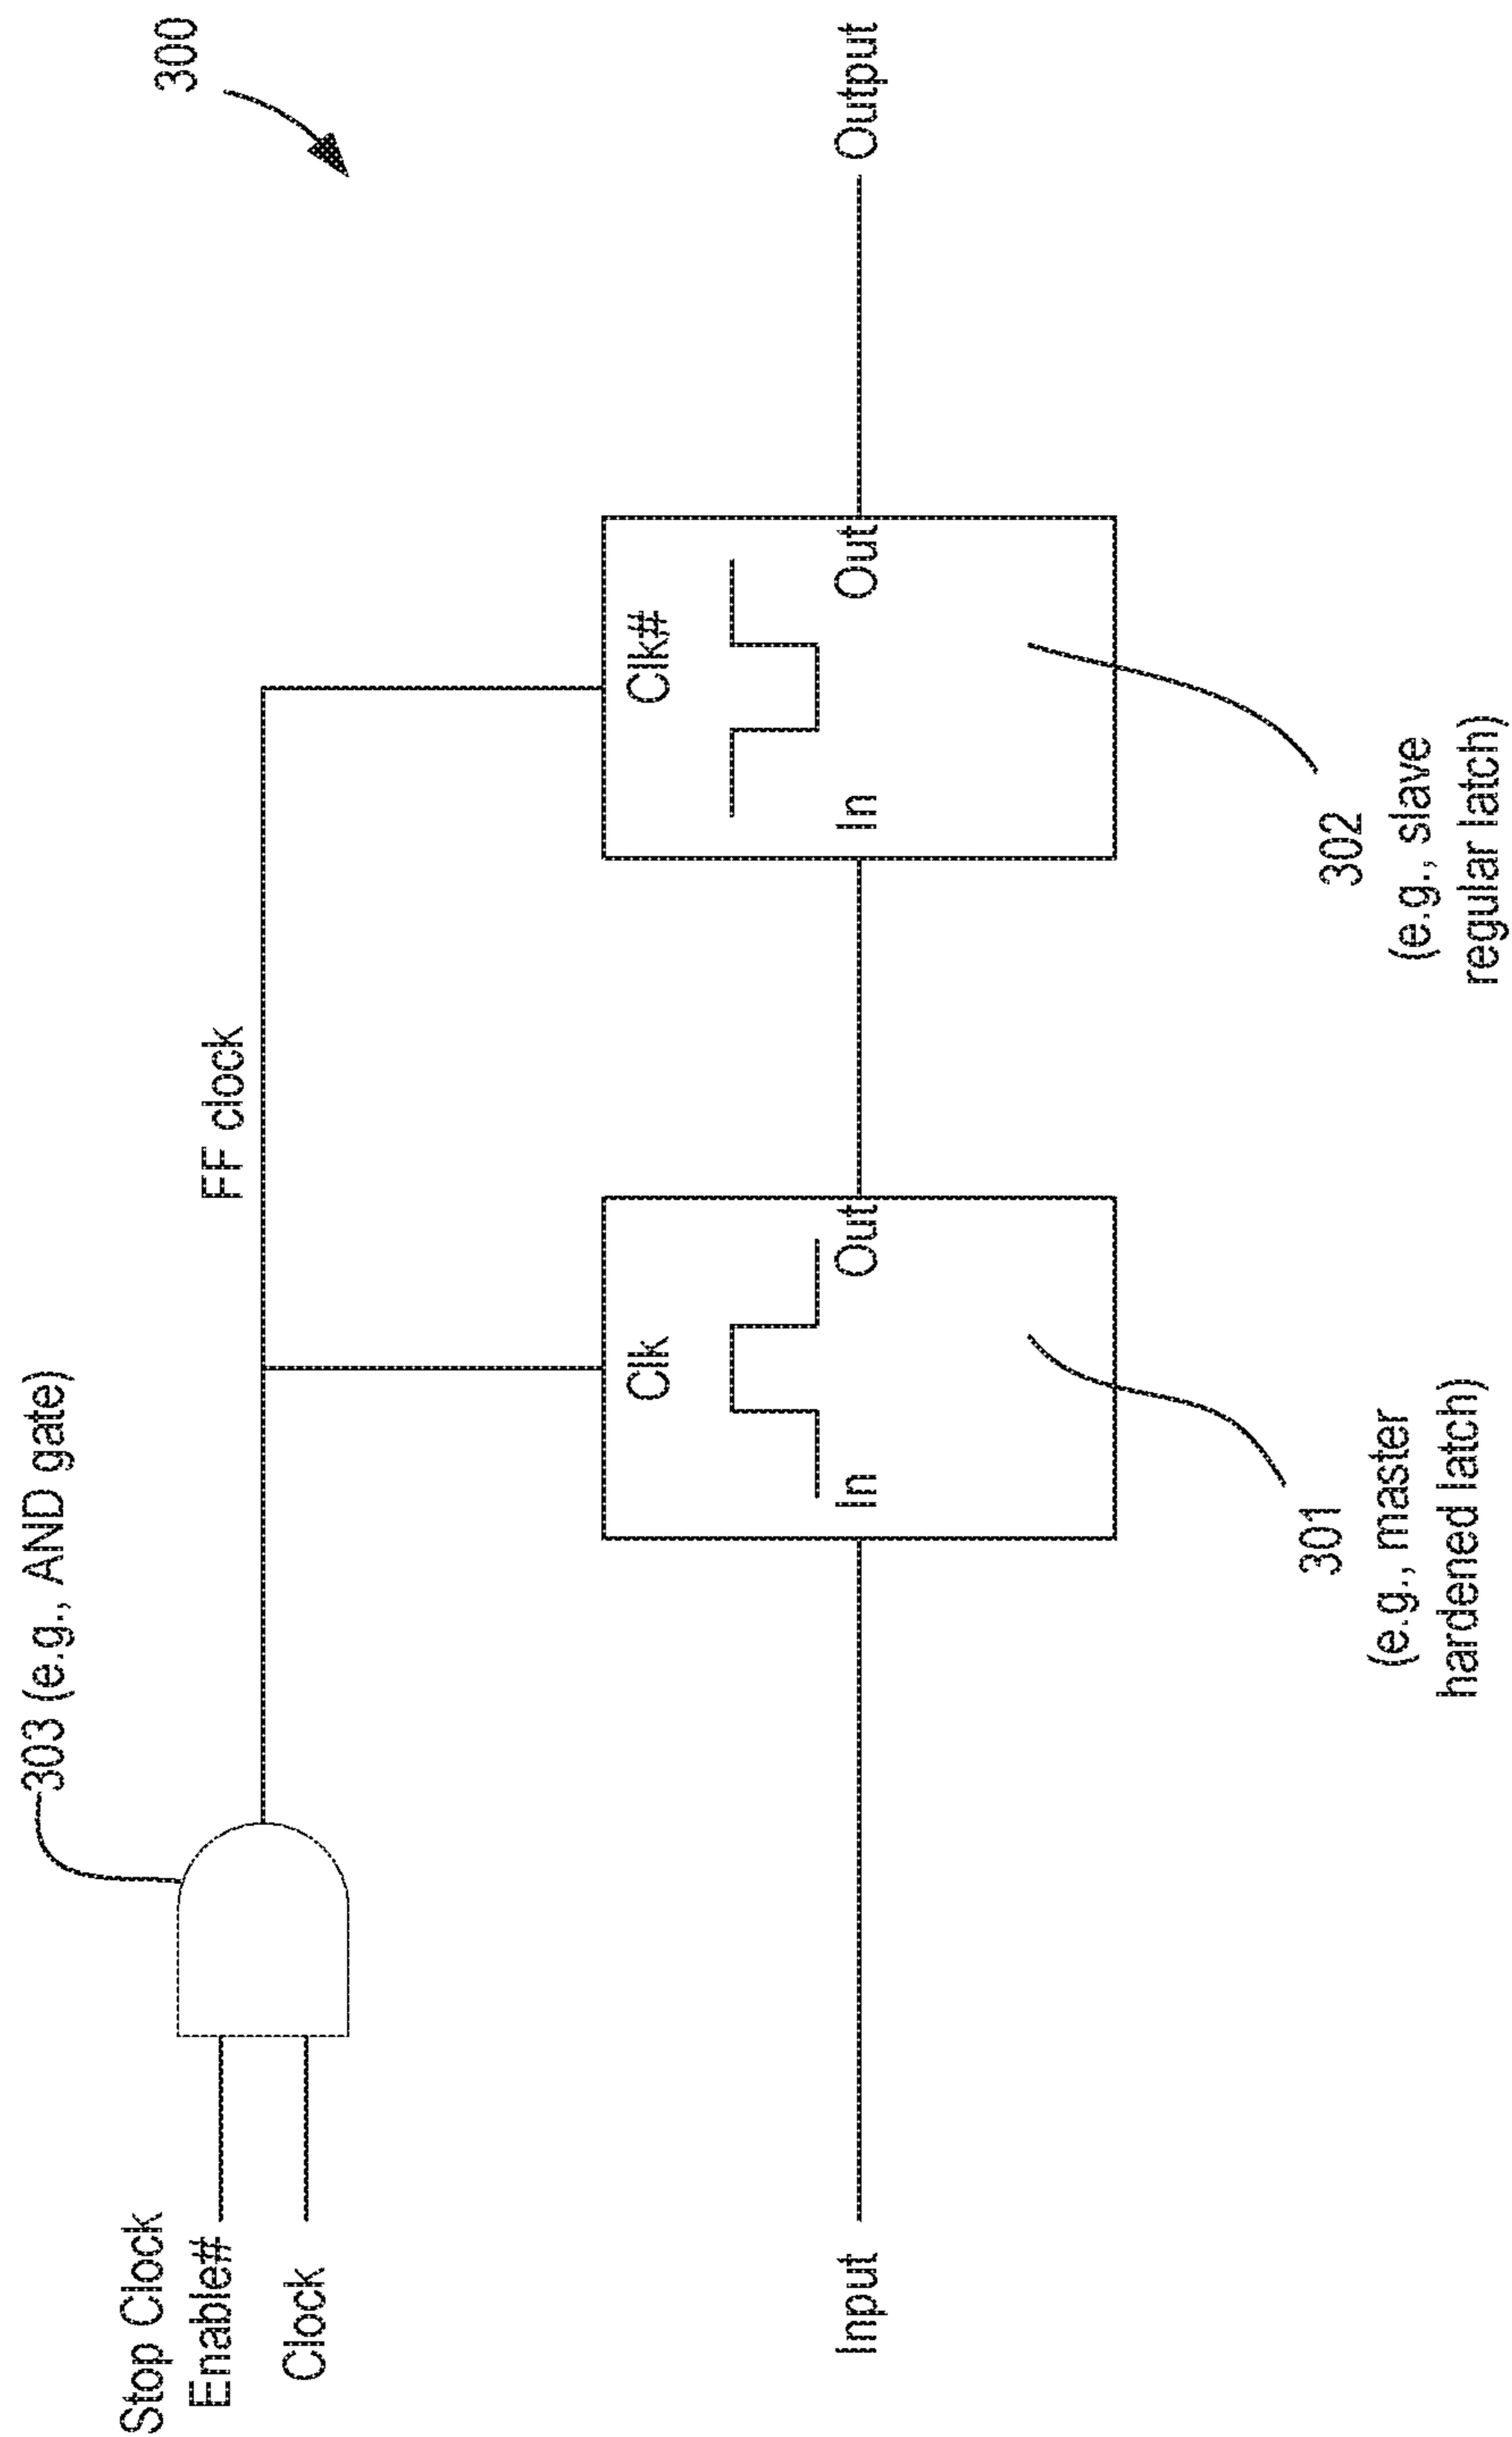 300
303 (e.g., AND gate)
Stop Clock
Enable#
Clock
FF clock
Clk
In
Out
Clk#
In
Out
Input
Output
301
(e.g., master
hardened latch)
302
(e.g., slave
regular latch)